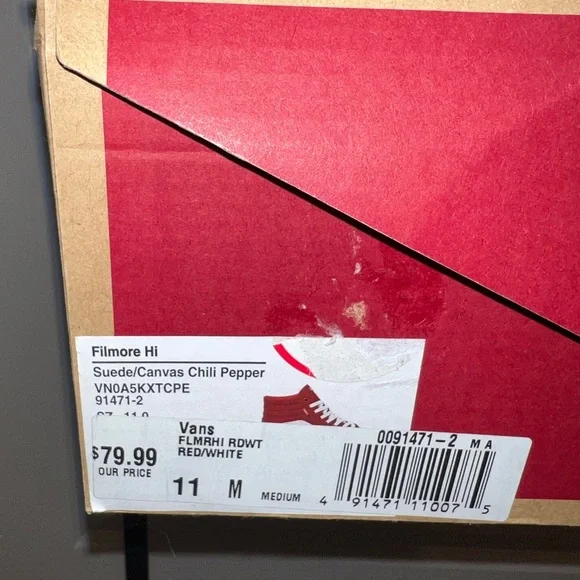 Filmore Hi
Suede/Canvas Chili Pepper
VN0A5KXTCPE
91471-2
Vans
FLMRHI RDWT
RED/WHITE
0091471-2 M A
$79.99
OUR PRICE
11 M MEDIUM
4 91471 11007 5